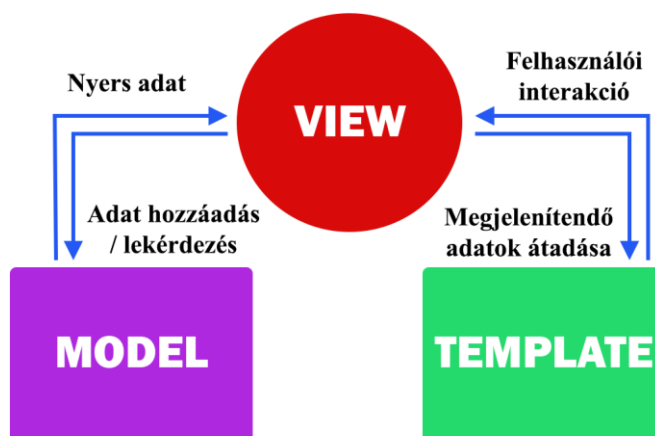 Nyers adat
VIEW
Felhasználói
interakció
Adat hozzáadás
/ lekérdezés
Megjelenítendő
adatok átadása
MODEL
TEMPLATE